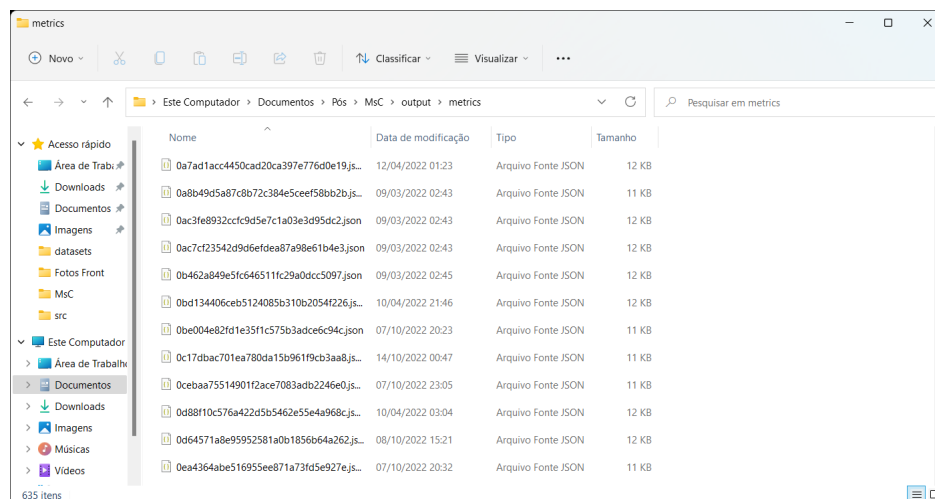 metrics
Novo
Classificar
Visualizar
Este Computador > Documentos > Pós > MsC > output > metrics
Pesquisar em metrics
Acesso rápido
Área de Traba
Downloads
Documentos
Imagens
datasets
Fotos Front
MsC
src
Este Computador
Área de Trabalho
Downloads
Documentos
Imagens
Músicas
Vídeos
Nome Data de modificação Tipo Tamanho
0a7ad1acc4450cad20ca397e776d0e19.js... 12/04/2022 01:23 Arquivo Fonte JSON 12 KB
0a8b49d5a87c8b72c384e5ceef58bb2b.js... 09/03/2022 02:43 Arquivo Fonte JSON 11 KB
0ac3fe8932ccfc9d5e7c1a03e3d95dc2.json 09/03/2022 02:43 Arquivo Fonte JSON 12 KB
0ac7cf23542d9d6efdea87a98e61b4e3.json 09/03/2022 02:43 Arquivo Fonte JSON 12 KB
0b462a849e5fc646511fc29a0dcc5097.json 09/03/2022 02:45 Arquivo Fonte JSON 12 KB
0bd134406ceb5124085b310b2054f226.js... 10/04/2022 21:46 Arquivo Fonte JSON 12 KB
0be004e82fd1e35f1c575b3adce6c94c.json 07/10/2022 20:23 Arquivo Fonte JSON 11 KB
0c17dbac701ea780da15b961f9cb3aa8.js... 14/10/2022 00:47 Arquivo Fonte JSON 11 KB
0cebaa75514901f2ace7083adb2246e0.js... 07/10/2022 23:05 Arquivo Fonte JSON 11 KB
0d88f10c576a422d5b5462e55e4a968c.js... 10/04/2022 03:04 Arquivo Fonte JSON 12 KB
0d64571a8e95952581a0b1856b64a262.js... 08/10/2022 15:21 Arquivo Fonte JSON 12 KB
0ea4364abe516955ee871a73fd5e927e.js... 07/10/2022 20:32 Arquivo Fonte JSON 11 KB
635 itens